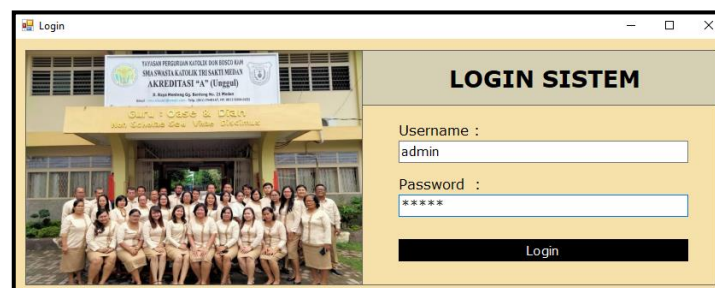 Login
YAYASAN PERGURUAN KATOLIK DON BOSCO KAM
SMA SWASTA KATOLIK TRI SAKTI MEDAN
AKREDITASI "A" (Unggul)
LOGIN SISTEM
Username :
admin
Password :
*****
Login